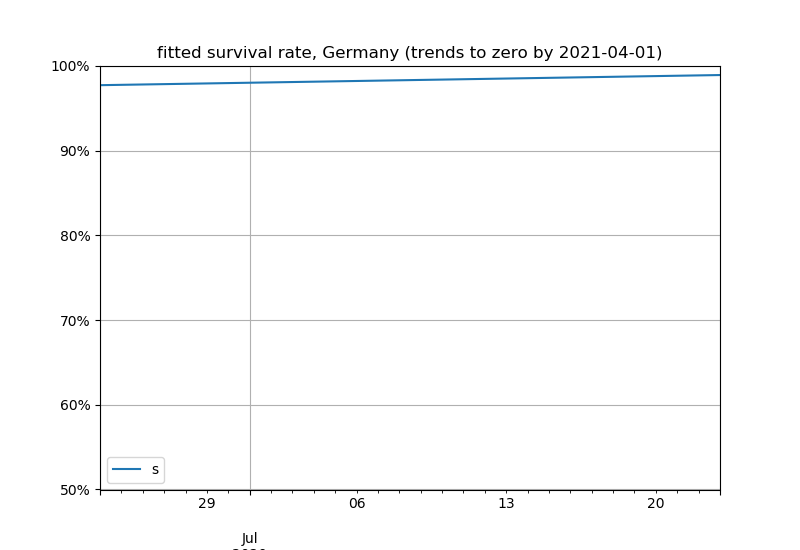 fitted survival rate, Germany (trends to zero by 2021-04-01)
100%
90%
80%
70%
60%
50%
s
29 06 13 20
Jul